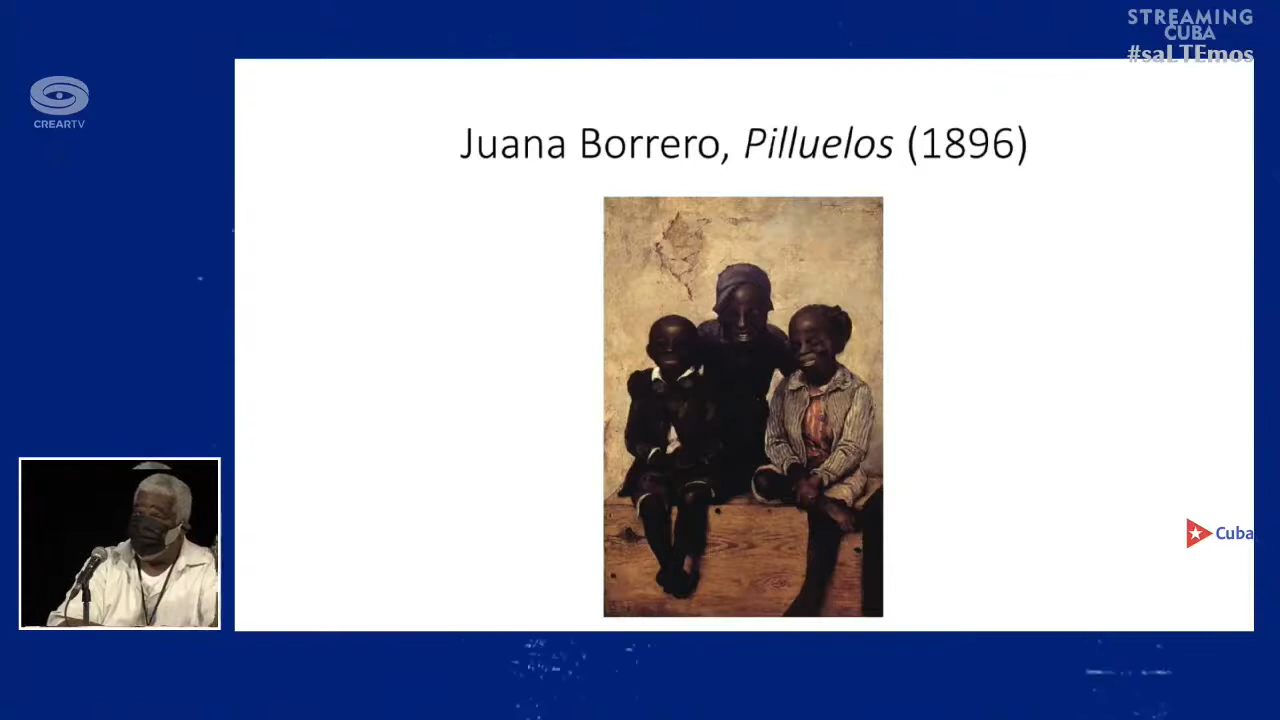 STREAMING
CUBA
#saLTEmos
CREARTV
Juana Borrero, Pilluelos (1896)
Cuba